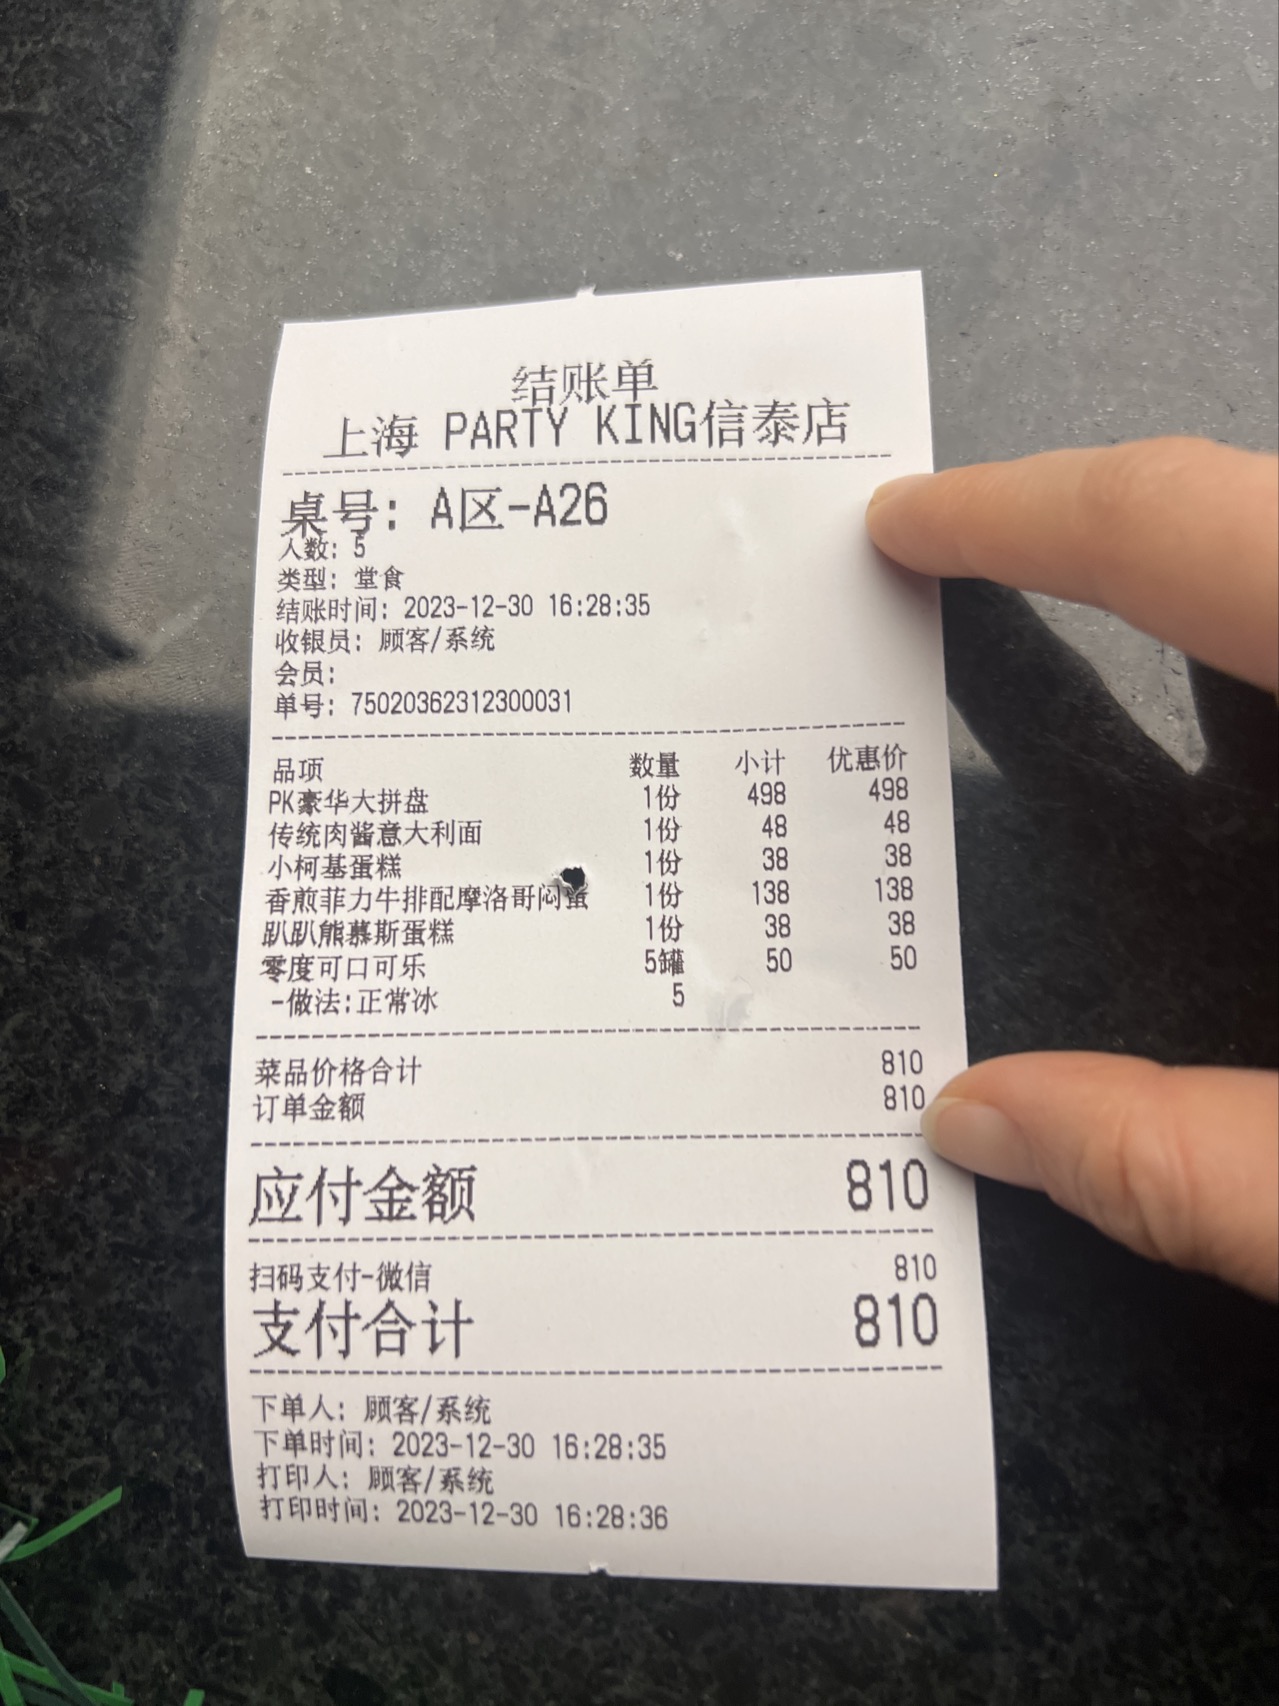 结账单
上海 PARTY KING信泰店
桌号: A区-A26
人数: 5
类型: 堂食
结账时间: 2023-12-30 16:28:35
收银员: 顾客/系统
会员:
单号: 75020362312300031
品项 数量 小计 优惠价
PK豪华大拼盘 1份 498 498
传统肉酱意大利面 1份 48 48
小柯基蛋糕 1份 38 38
香煎菲力牛排配摩洛哥闷蛋 1份 138 138
趴趴熊慕斯蛋糕 1份 38 38
零度可口可乐 5罐 50 50
-做法:正常冰 5
菜品价格合计 810
订单金额 810
应付金额 810
扫码支付-微信 810
支付合计 810
下单人: 顾客/系统
下单时间: 2023-12-30 16:28:35
打印人: 顾客/系统
打印时间: 2023-12-30 16:28:36